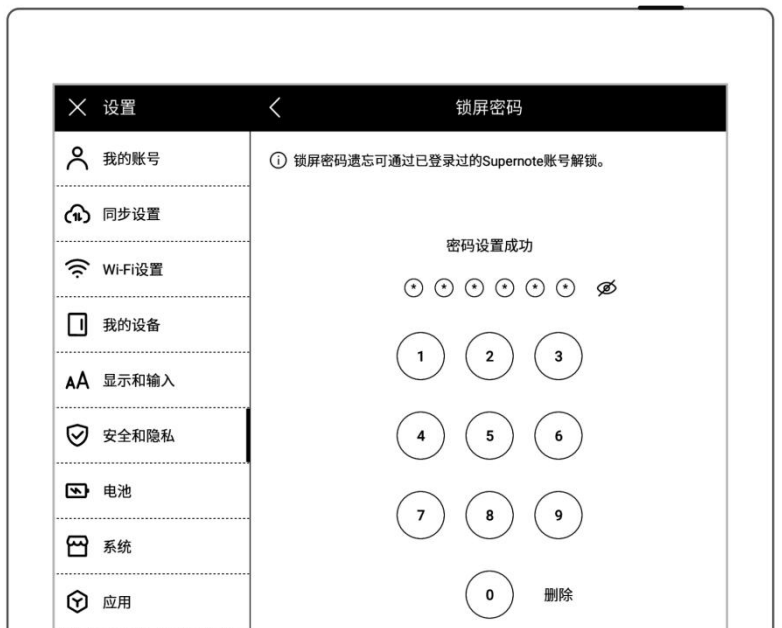 设置
锁屏密码
我的账号
同步设置
Wi-Fi设置
我的设备
AA 显示和输入
安全和隐私
电池
系统
应用
锁屏密码遗忘可通过已登录过的Supernote账号解锁。
密码设置成功
* * * * * *
1 2 3
4 5 6
7 8 9
0 删除